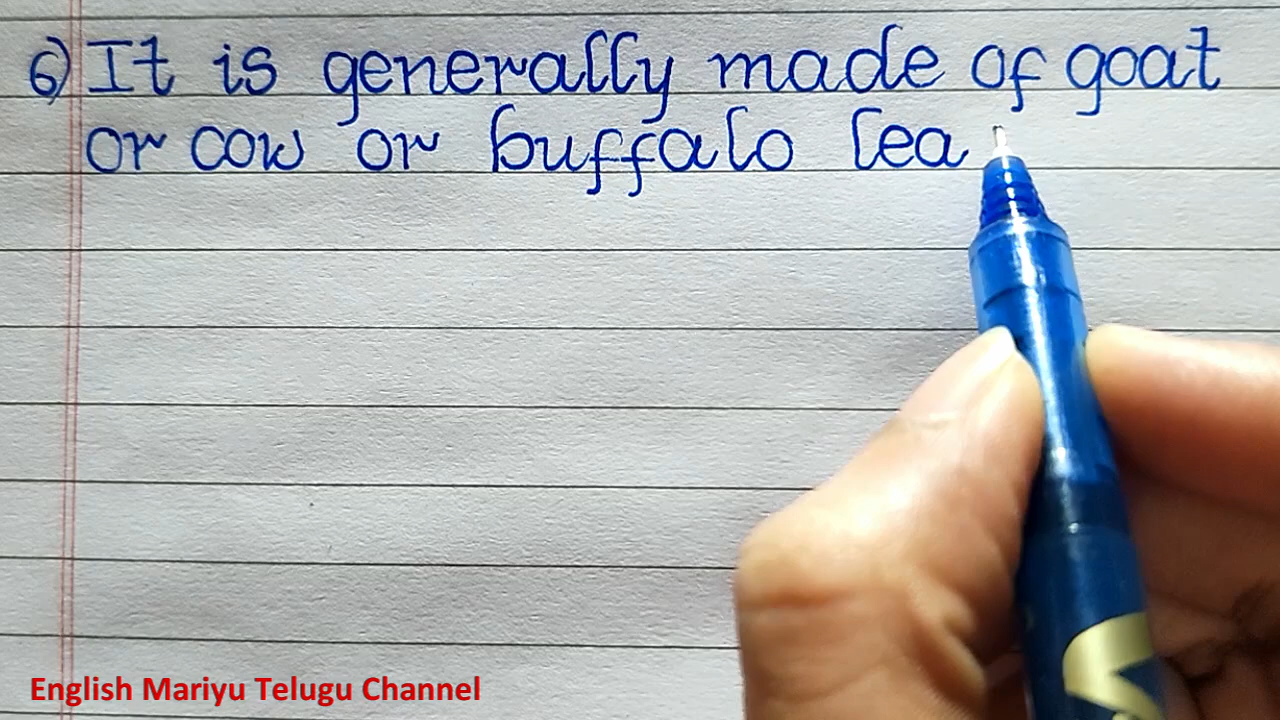 6) It is generally made of goat
or cow or buffalo lea
English Mariyu Telugu Channel